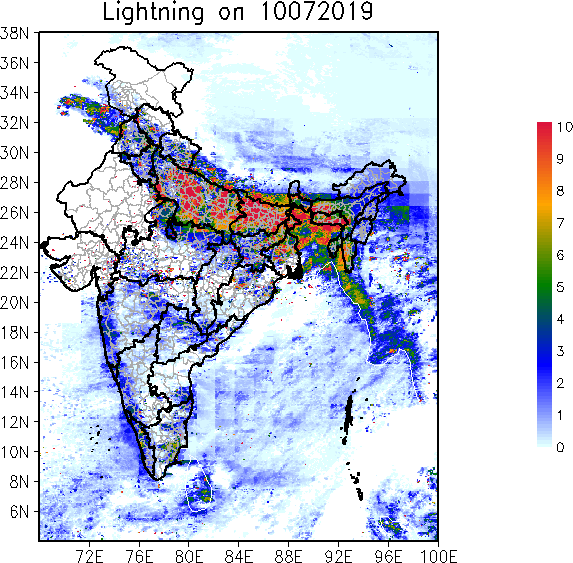 Lightning on 10072019
38N
36N
34N
32N
30N
28N
26N
24N
22N
20N
18N
16N
14N
12N
10N
8N
6N
72E 76E 80E 84E 88E 92E 96E 100E
10
9
8
7
6
5
4
3
2
1
0